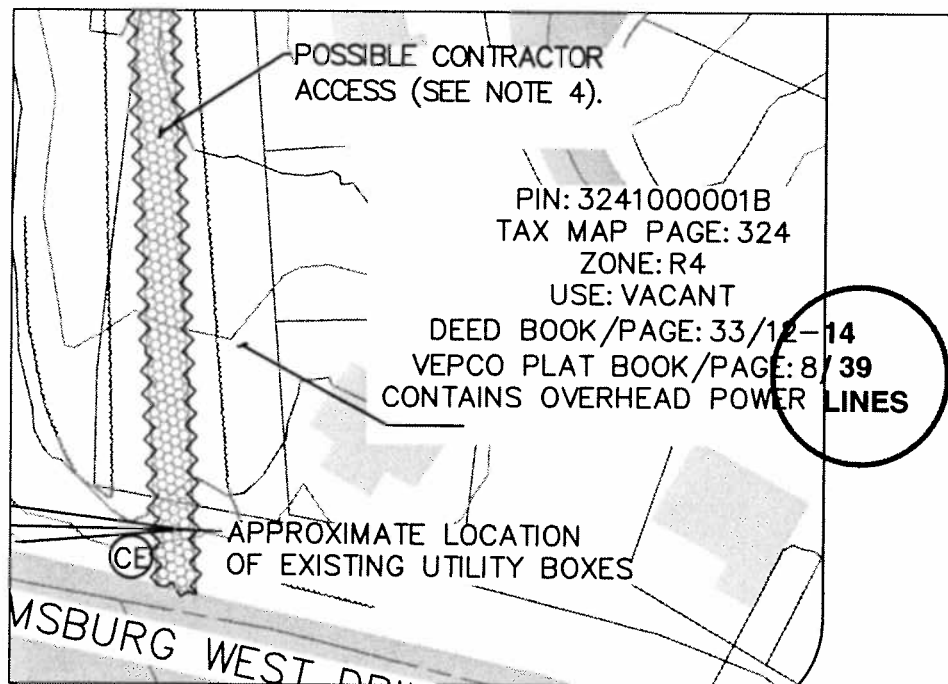 POSSIBLE CONTRACTOR
ACCESS (SEE NOTE 4).
PIN: 3241000001B
TAX MAP PAGE: 324
ZONE: R4
USE: VACANT
DEED BOOK/PAGE: 33/12-14
VEPCO PLAT BOOK/PAGE: 8/39
CONTAINS OVERHEAD POWER LINES
APPROXIMATE LOCATION
OF EXISTING UTILITY BOXES
CE
MSBURG WEST